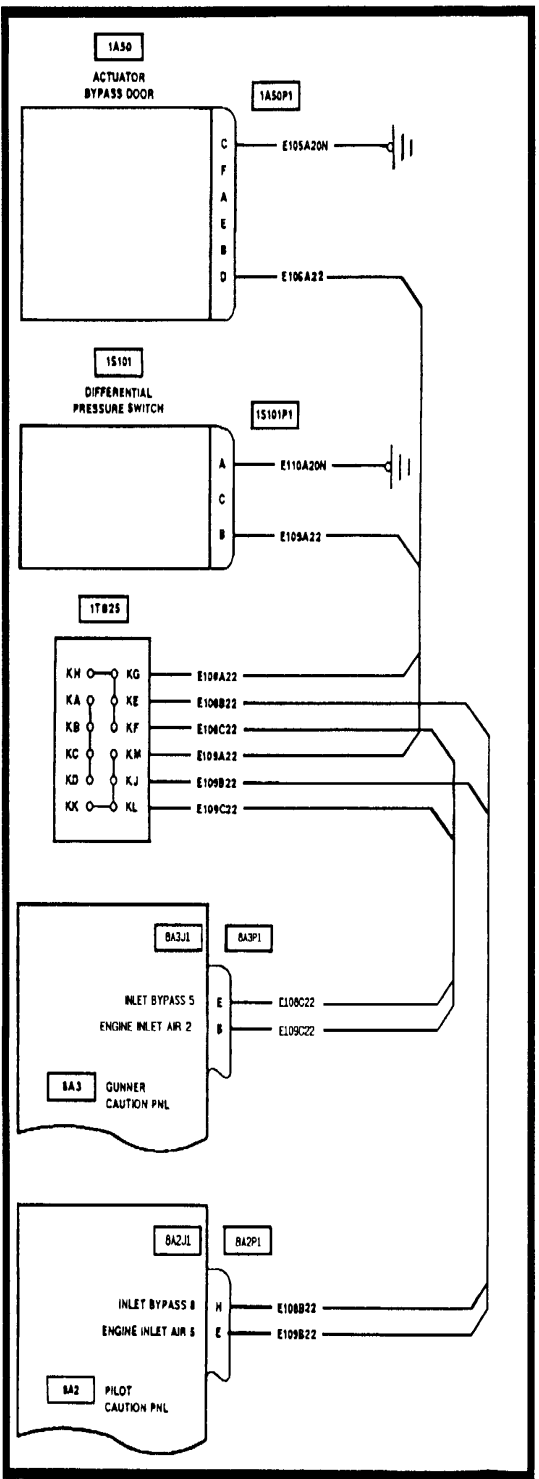 1A50
ACTUATOR
BYPASS DOOR
1A50P1
C E105A20N
F
A
E
B
D E106A22
1S101
DIFFERENTIAL
PRESSURE SWITCH
1S101P1
A E110A20N
C
B E109A22
1TB25
KH KG E108A22
KA KE E108B22
KB KF E108C22
KC KM E109A22
KD KJ E109B22
KK KL E109C22
8A3J1 8A3P1
INLET BYPASS 5 E E108C22
ENGINE INLET AIR 2 B E109C22
8A3 GUNNER
CAUTION PNL
8A2J1 8A2P1
INLET BYPASS 8 H E108B22
ENGINE INLET AIR 5 E E109B22
8A2 PILOT
CAUTION PNL